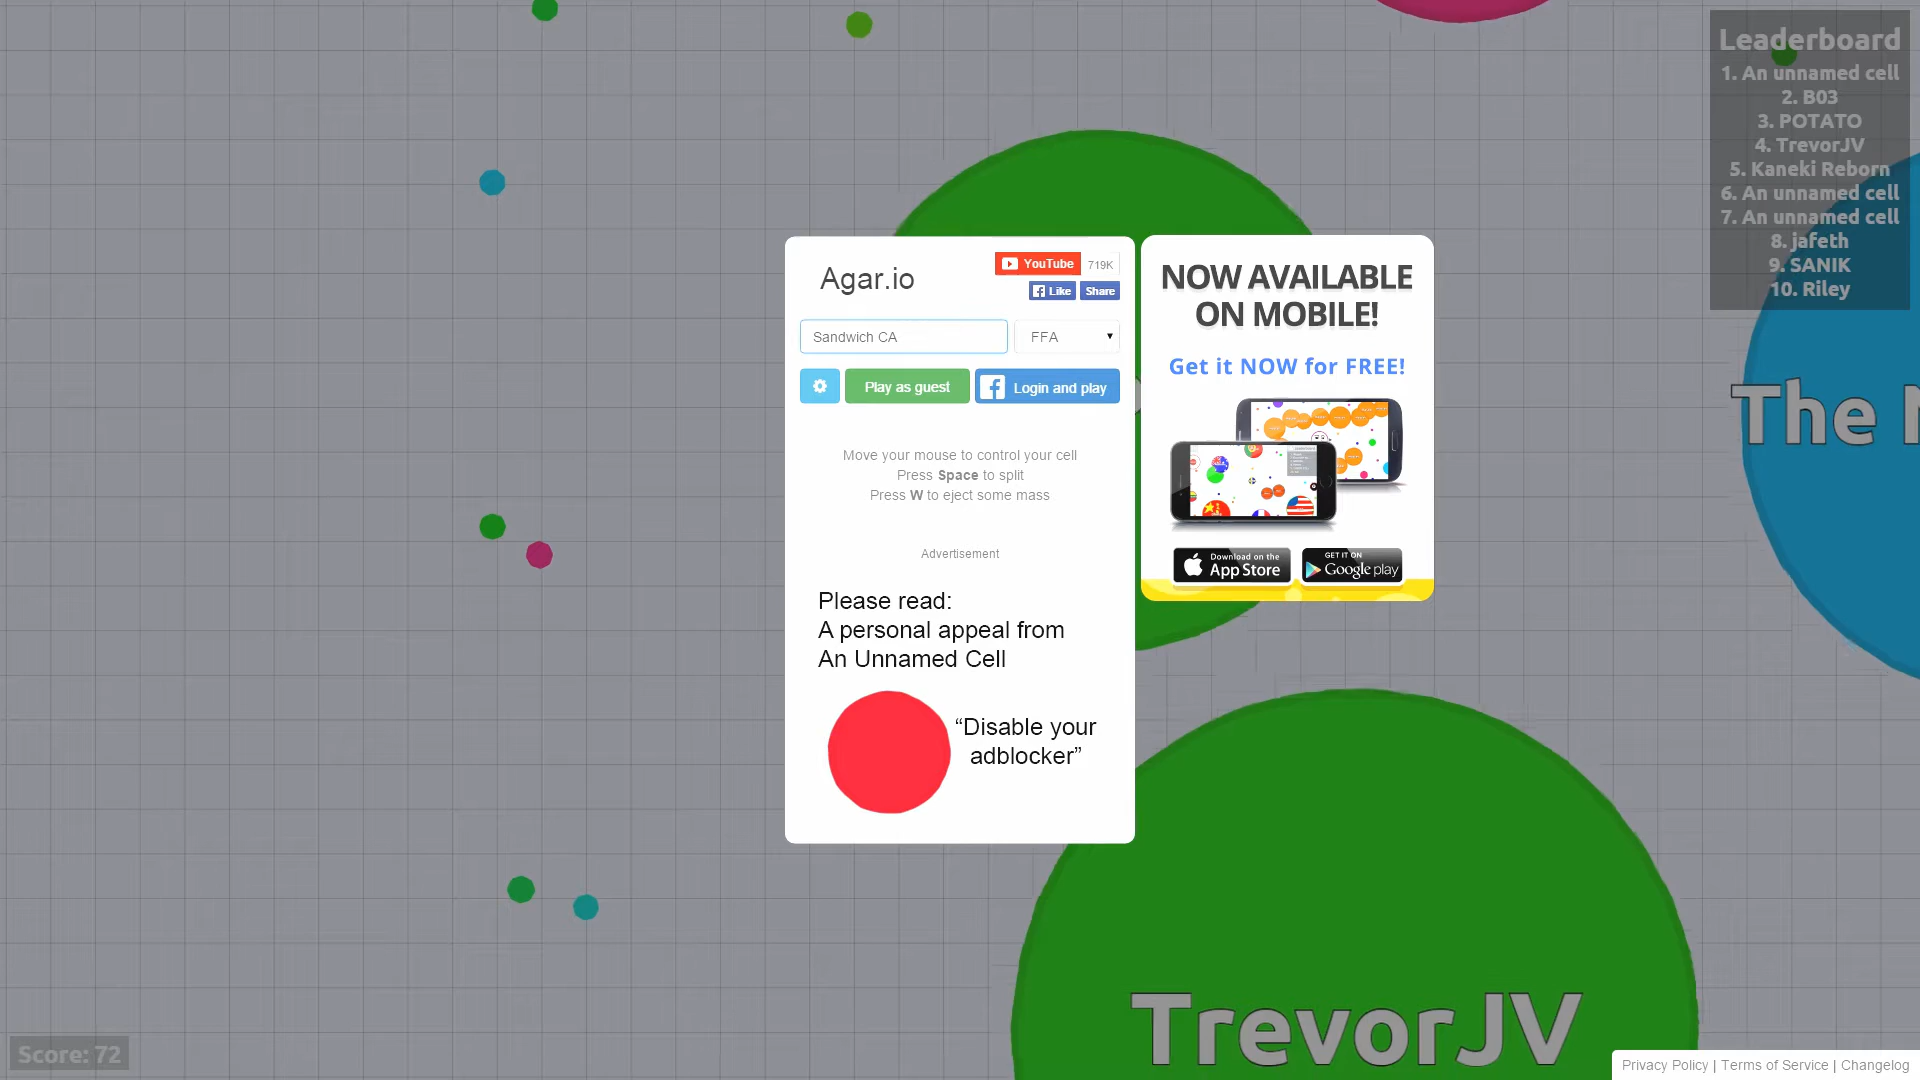 Leaderboard
1. An unnamed cell
2. B03
3. POTATO
4. TrevorJV
5. Kaneki Reborn
6. An unnamed cell
7. An unnamed cell
8. jafeth
9. SANIK
10. Riley
Agar.io
YouTube 719K
Like Share
Sandwich CA
FFA
Play as guest
Login and play
Move your mouse to control your cell
Press Space to split
Press W to eject some mass
Advertisement
Please read:
A personal appeal from
An Unnamed Cell
“Disable your
adblocker”
NOW AVAILABLE
ON MOBILE!
Get it NOW for FREE!
Download on the
App Store
GET IT ON
Google play
The
TrevorJV
Score: 72
Privacy Policy | Terms of Service | Changelog